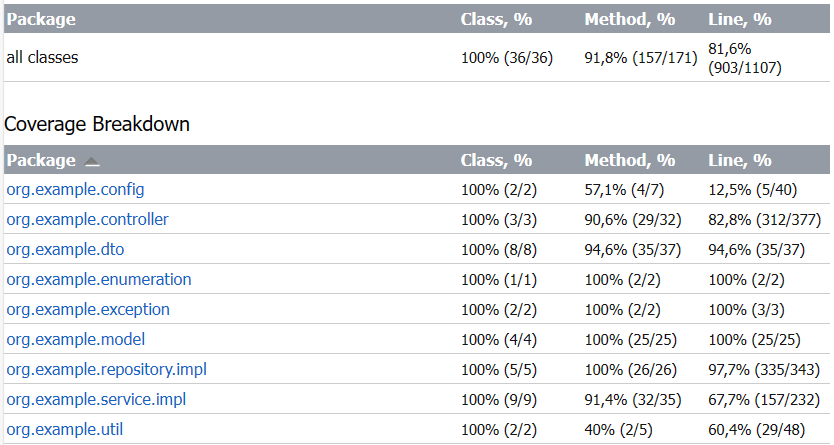 Package Class, % Method, % Line, %
all classes 100% (36/36) 91,8% (157/171) 81,6% (903/1107)
Coverage Breakdown
Package Class, % Method, % Line, %
org.example.config 100% (2/2) 57,1% (4/7) 12,5% (5/40)
org.example.controller 100% (3/3) 90,6% (29/32) 82,8% (312/377)
org.example.dto 100% (8/8) 94,6% (35/37) 94,6% (35/37)
org.example.enumeration 100% (1/1) 100% (2/2) 100% (2/2)
org.example.exception 100% (2/2) 100% (2/2) 100% (3/3)
org.example.model 100% (4/4) 100% (25/25) 100% (25/25)
org.example.repository.impl 100% (5/5) 100% (26/26) 97,7% (335/343)
org.example.service.impl 100% (9/9) 91,4% (32/35) 67,7% (157/232)
org.example.util 100% (2/2) 40% (2/5) 60,4% (29/48)